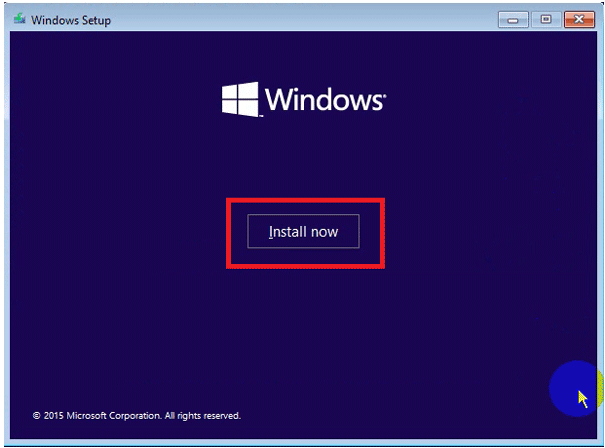 Windows Setup
Windows®
Install now
© 2015 Microsoft Corporation. All rights reserved.